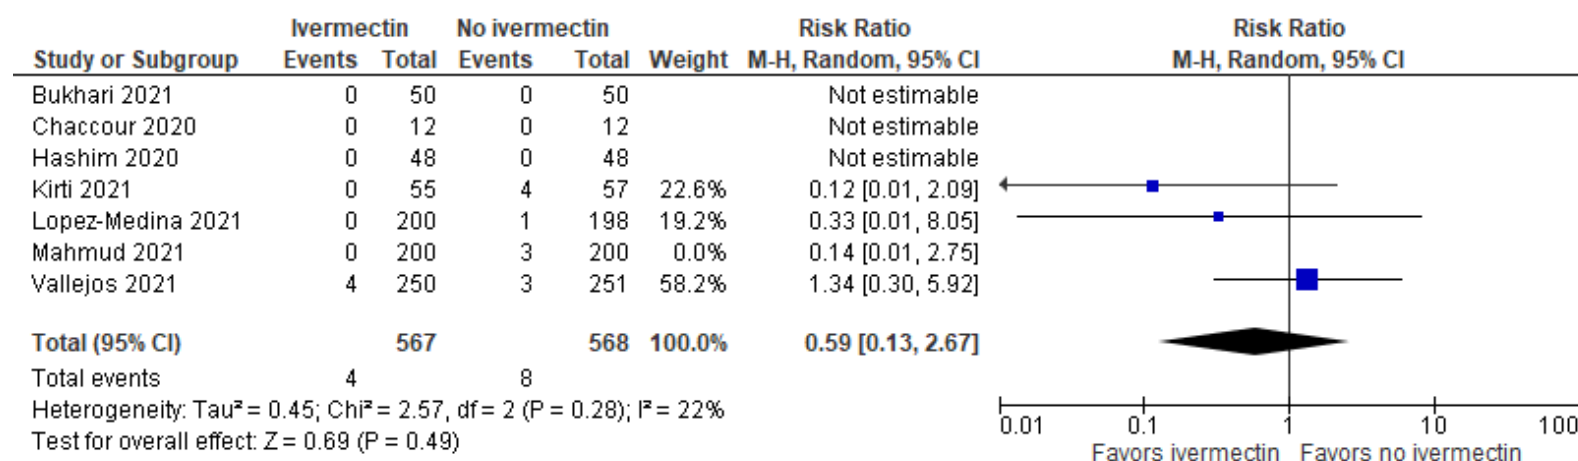 Ivermectin No ivermectin Risk Ratio Risk Ratio
Study or Subgroup Events Total Events Total Weight M-H, Random, 95% CI M-H, Random, 95% CI
Bukhari 2021 0 50 0 50 Not estimable
Chaccour 2020 0 12 0 12 Not estimable
Hashim 2020 0 48 0 48 Not estimable
Kirti 2021 0 55 4 57 22.6% 0.12 [0.01, 2.09]
Lopez-Medina 2021 0 200 1 198 19.2% 0.33 [0.01, 8.05]
Mahmud 2021 0 200 3 200 0.0% 0.14 [0.01, 2.75]
Vallejos 2021 4 250 3 251 58.2% 1.34 [0.30, 5.92]
Total (95% CI) 567 568 100.0% 0.59 [0.13, 2.67]
Total events 4 8
Heterogeneity: Tau² = 0.45; Chi² = 2.57, df = 2 (P = 0.28); I² = 22%
Test for overall effect: Z = 0.69 (P = 0.49)
0.01 0.1 1 10 100
Favors ivermectin Favors no ivermectin